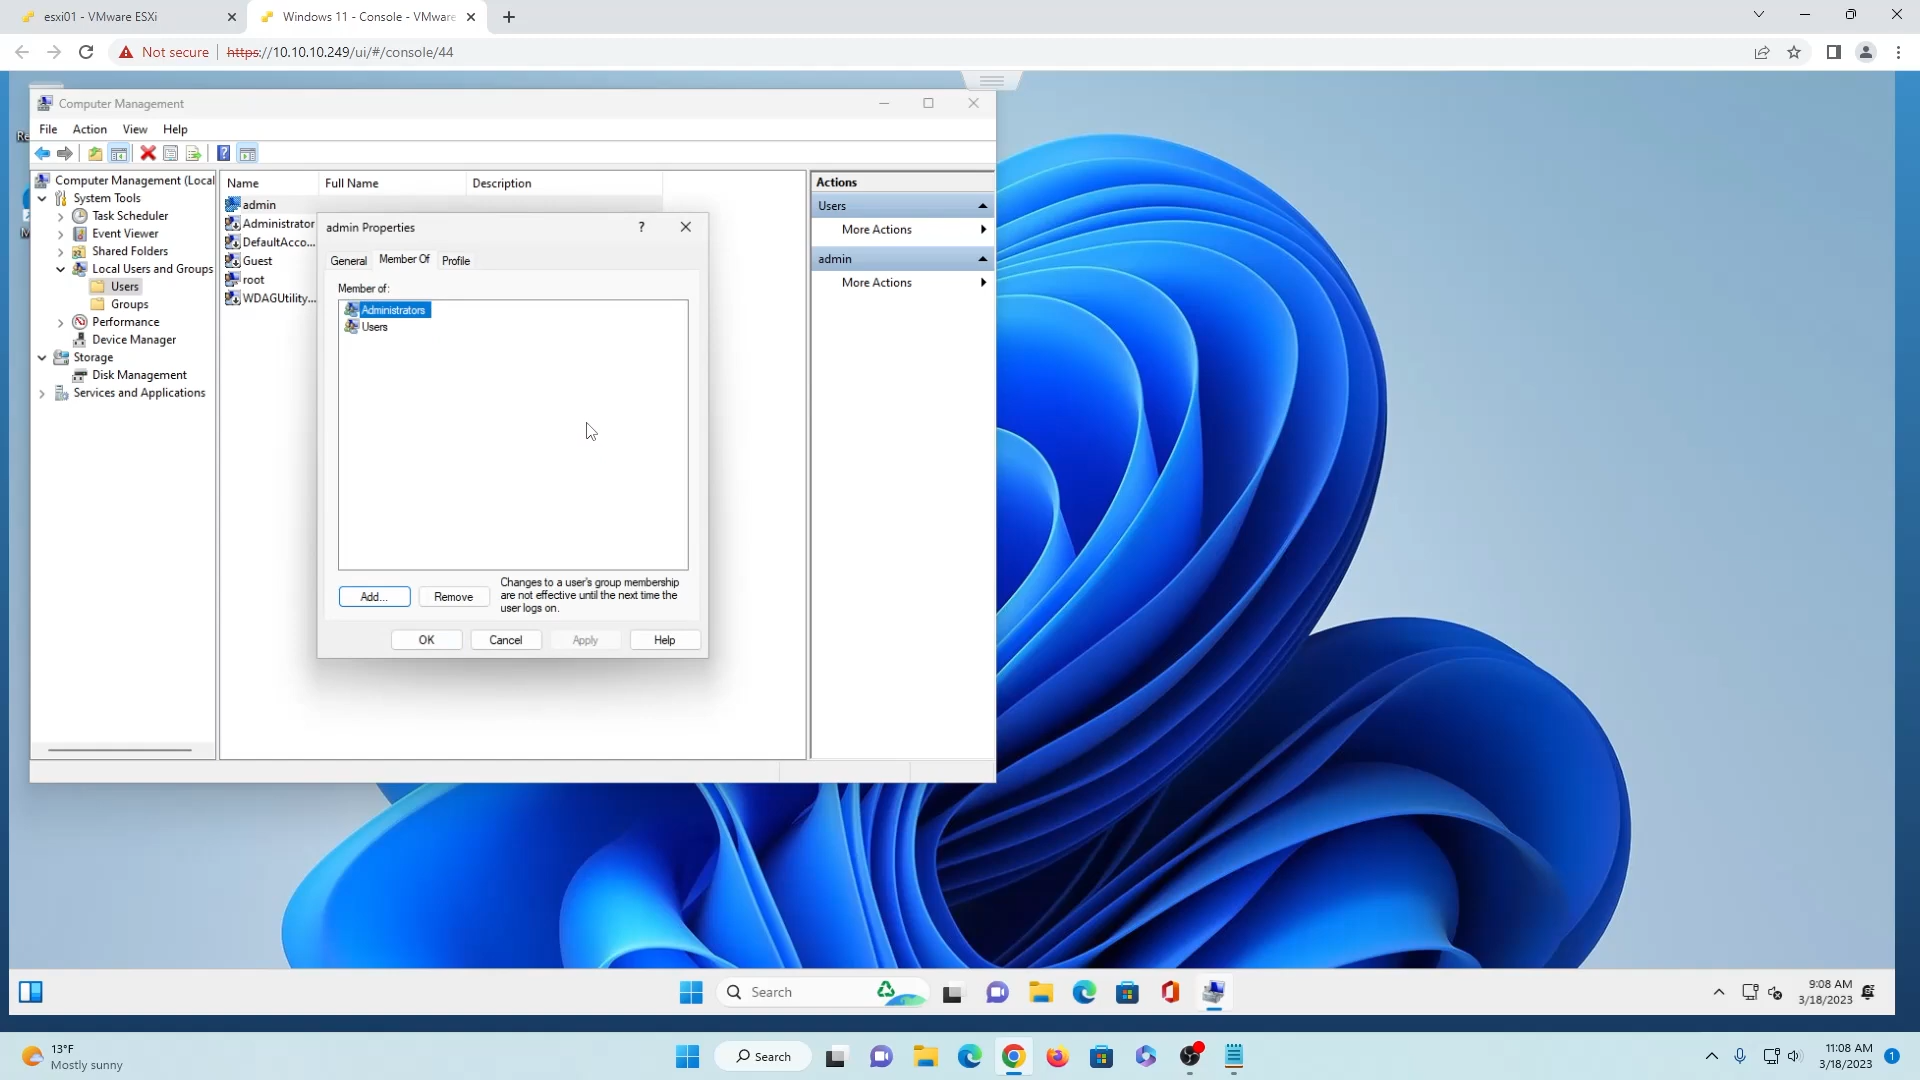 esxi01 - VMware ESXi
Windows 11 - Console - VMware
Not secure
https://10.10.10.249/ui/#/console/44
Computer Management
File Action View Help
Computer Management (Local
System Tools
Task Scheduler
Event Viewer
Shared Folders
Local Users and Groups
Users
Groups
Performance
Device Manager
Storage
Disk Management
Services and Applications
Name Full Name Description
admin
Administrator
DefaultAcco...
Guest
root
WDAGUtility...
admin Properties
?
General Member Of Profile
Member of:
Administrators
Users
Add... Remove
Changes to a user's group membership
are not effective until the next time the
user logs on.
OK Cancel Apply Help
Actions
Users
More Actions
admin
More Actions
Search
9:08 AM
3/18/2023
13°F
Mostly sunny
Search
11:08 AM
3/18/2023
1